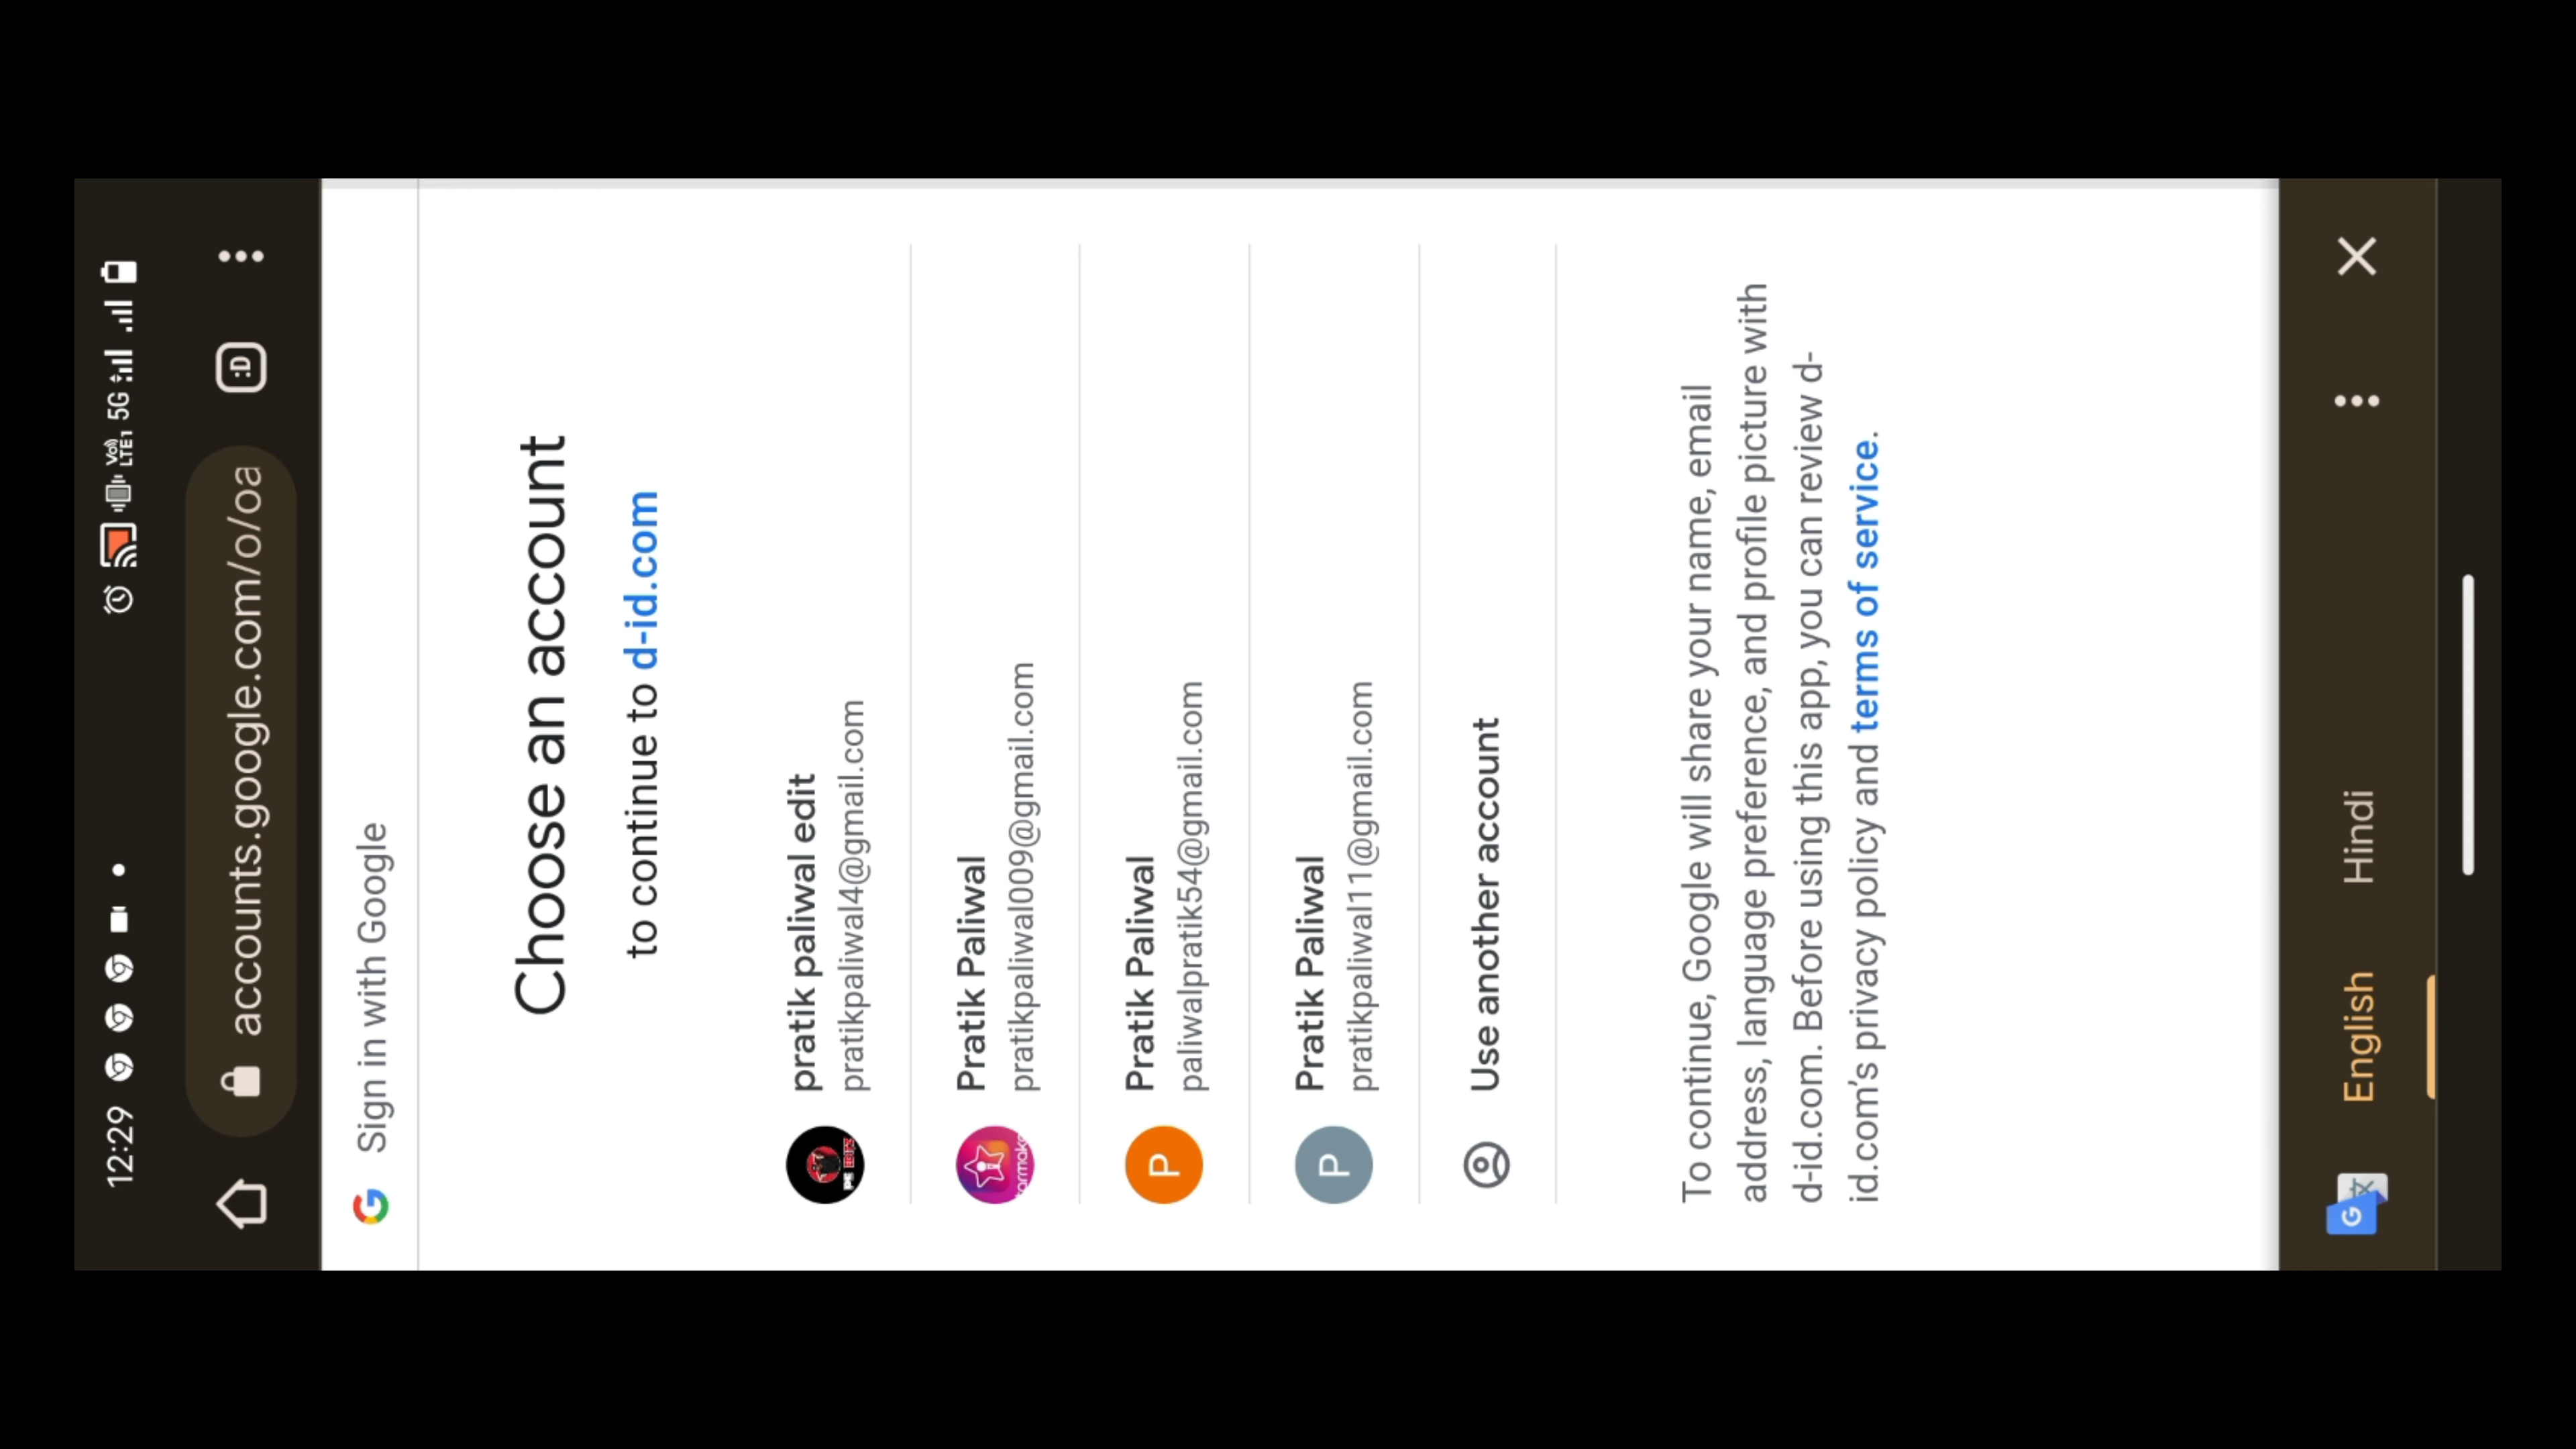 12:29
Vo)) LTE1 5G
accounts.google.com/o/oa
:D
Sign in with Google
Choose an account
to continue to d-id.com
pratik paliwal edit
pratikpaliwal4@gmail.com
Pratik Paliwal
pratikpaliwal009@gmail.com
P
Pratik Paliwal
paliwalpratik54@gmail.com
P
Pratik Paliwal
pratikpaliwal11@gmail.com
Use another account
To continue, Google will share your name, email
address, language preference, and profile picture with
d-id.com. Before using this app, you can review d-
id.com's privacy policy and terms of service.
G
English
Hindi